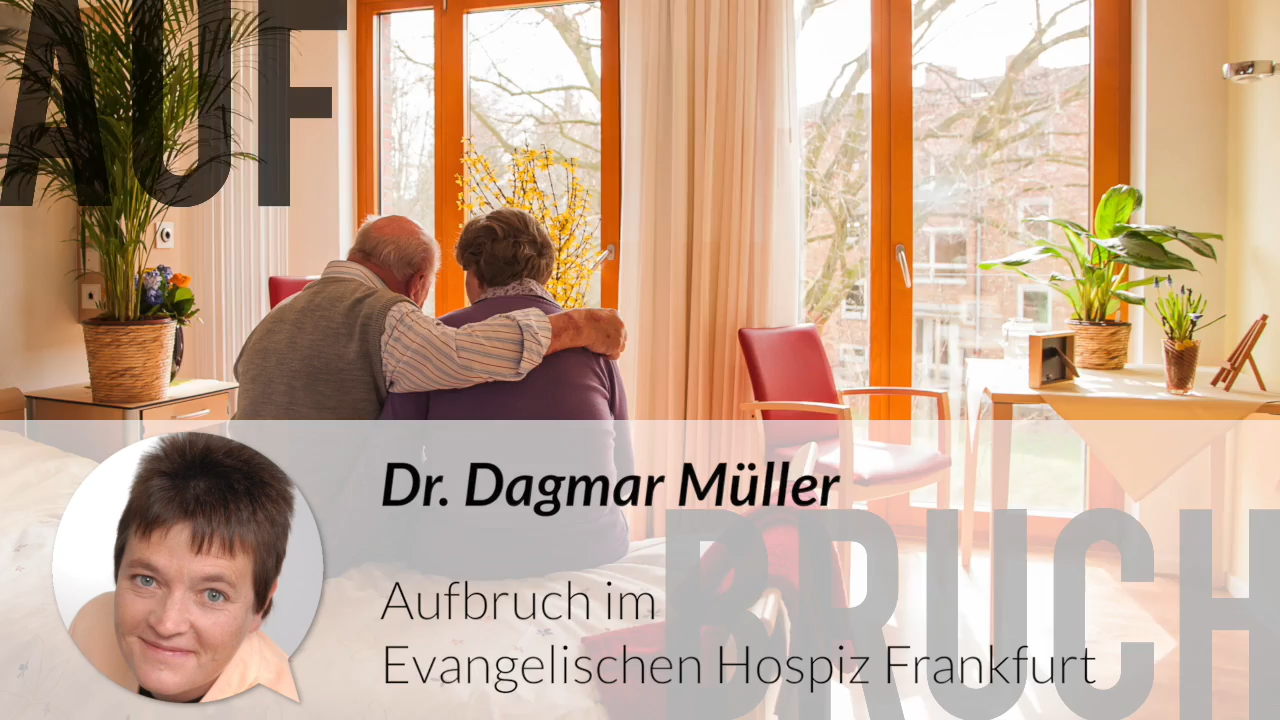 AUF
Dr. Dagmar Müller
BRUCH
Aufbruch im
Evangelischen Hospiz Frankfurt